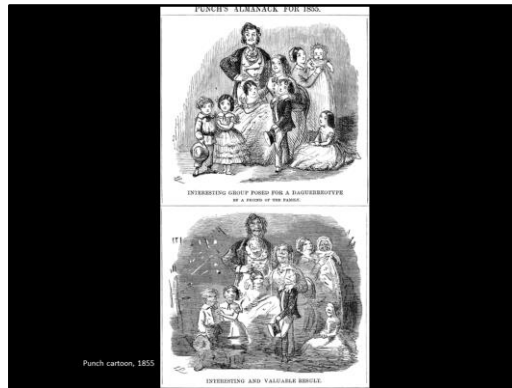 PUNCH'S ALMANACK FOR 1855.
INTERESTING GROUP POSED FOR A DAGUERREOTYPE
BY A FRIEND OF THE FAMILY.
INTERESTING AND VALUABLE RESULT.
Punch cartoon, 1855